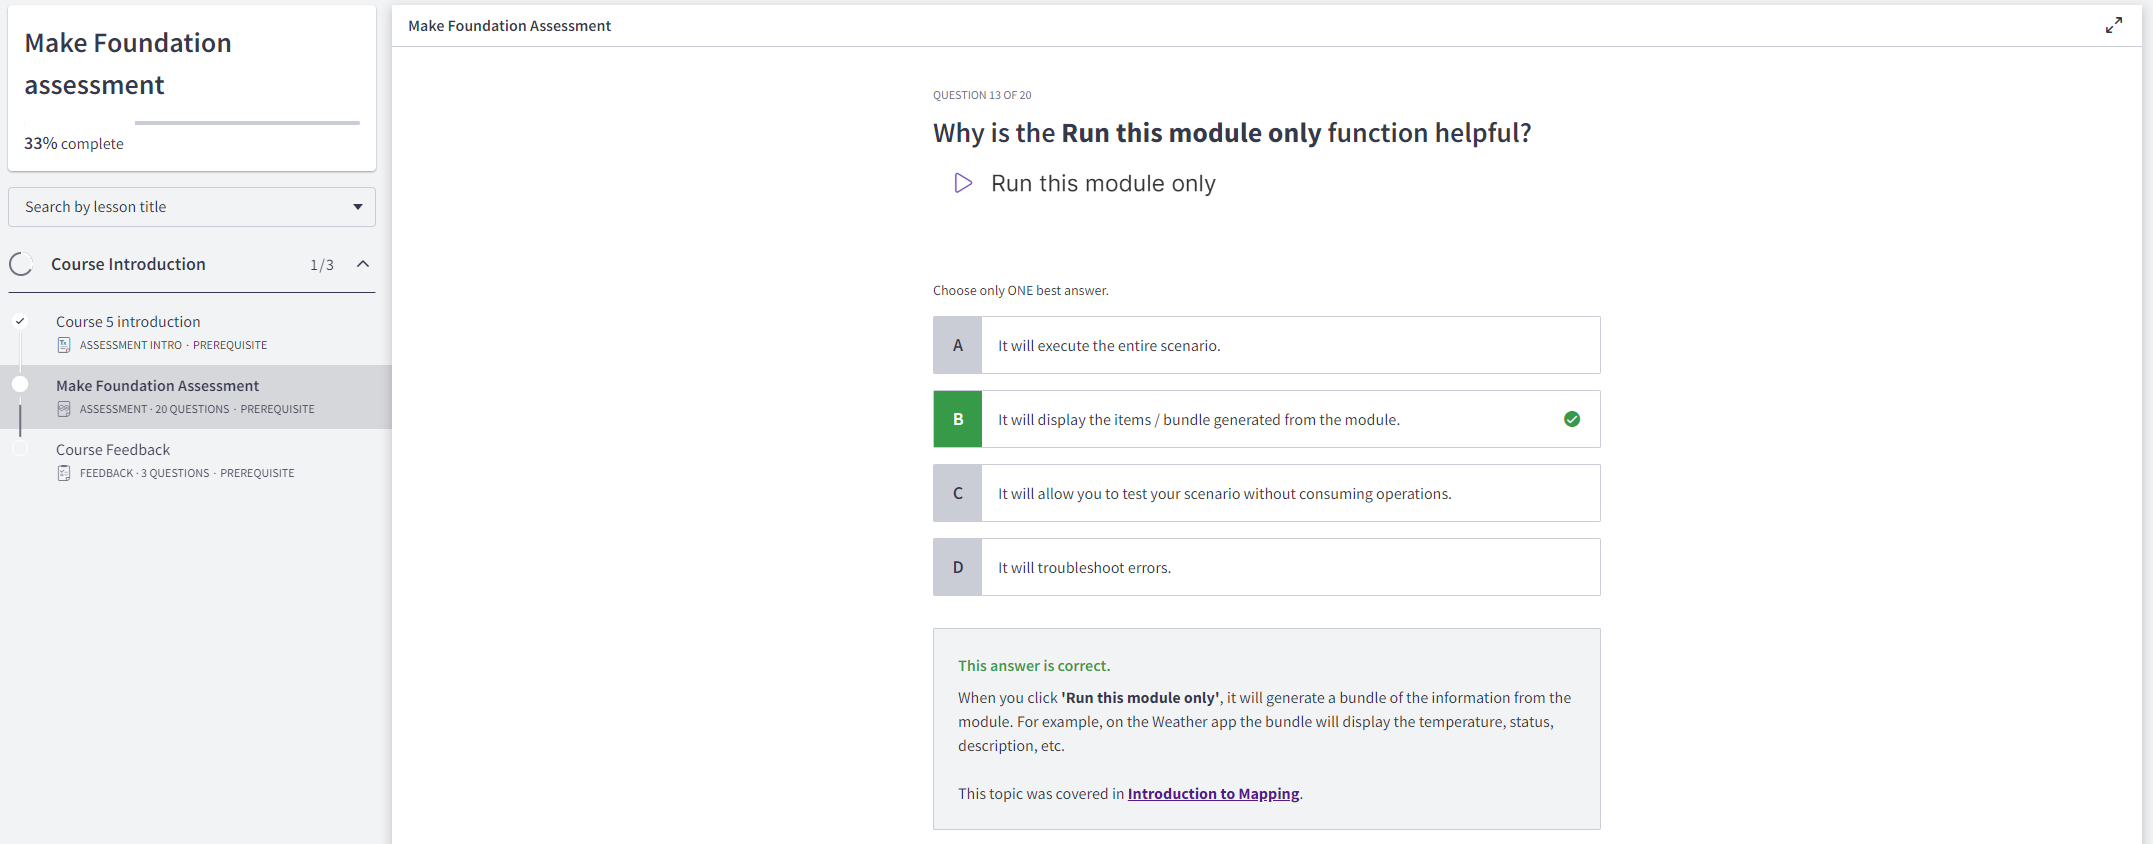 Make Foundation
assessment
33% complete
Search by lesson title
Course Introduction 1/3
Course 5 introduction
ASSESSMENT INTRO · PREREQUISITE
Make Foundation Assessment
ASSESSMENT · 20 QUESTIONS · PREREQUISITE
Course Feedback
FEEDBACK · 3 QUESTIONS · PREREQUISITE
Make Foundation Assessment
QUESTION 13 OF 20
Why is the Run this module only function helpful?
Run this module only
Choose only ONE best answer.
A It will execute the entire scenario.
B It will display the items / bundle generated from the module.
C It will allow you to test your scenario without consuming operations.
D It will troubleshoot errors.
This answer is correct.
When you click 'Run this module only', it will generate a bundle of the information from the
module. For example, on the Weather app the bundle will display the temperature, status,
description, etc.
This topic was covered in Introduction to Mapping.